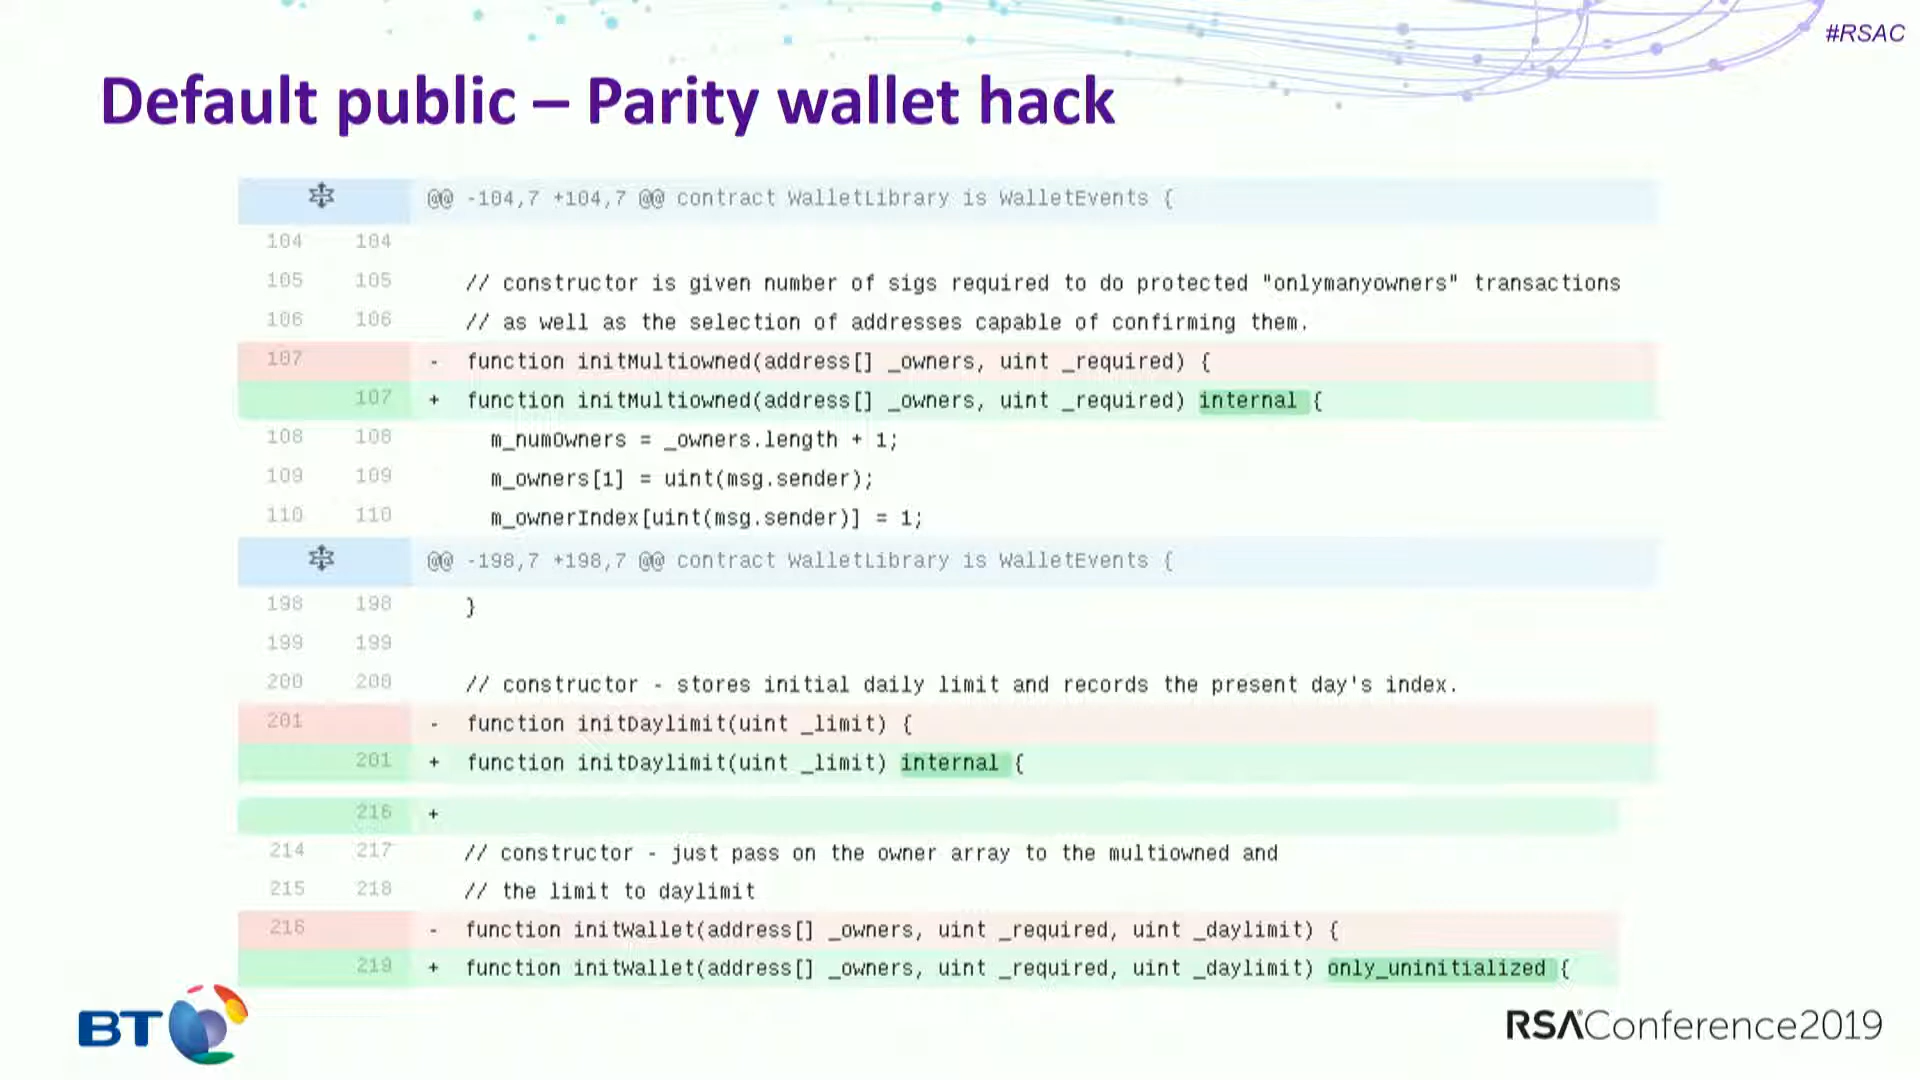 #RSAC
Default public – Parity wallet hack
@@ -104,7 +104,7 @@ contract WalletLibrary is WalletEvents {
104 104
105 105 // constructor is given number of sigs required to do protected "onlymanyowners" transactions
106 106 // as well as the selection of addresses capable of confirming them.
107 - function initMultiowned(address[] _owners, uint _required) {
107 + function initMultiowned(address[] _owners, uint _required) internal {
108 108 m_numOwners = _owners.length + 1;
109 109 m_owners[1] = uint(msg.sender);
110 110 m_ownerIndex[uint(msg.sender)] = 1;
@@ -198,7 +198,7 @@ contract WalletLibrary is WalletEvents {
198 198 }
199 199
200 200 // constructor - stores initial daily limit and records the present day's index.
201 - function initDaylimit(uint _limit) {
201 + function initDaylimit(uint _limit) internal {
216 +
214 217 // constructor - just pass on the owner array to the multiowned and
215 218 // the limit to daylimit
216 - function initWallet(address[] _owners, uint _required, uint _daylimit) {
219 + function initWallet(address[] _owners, uint _required, uint _daylimit) only_uninitialized {
BT
RSAConference2019